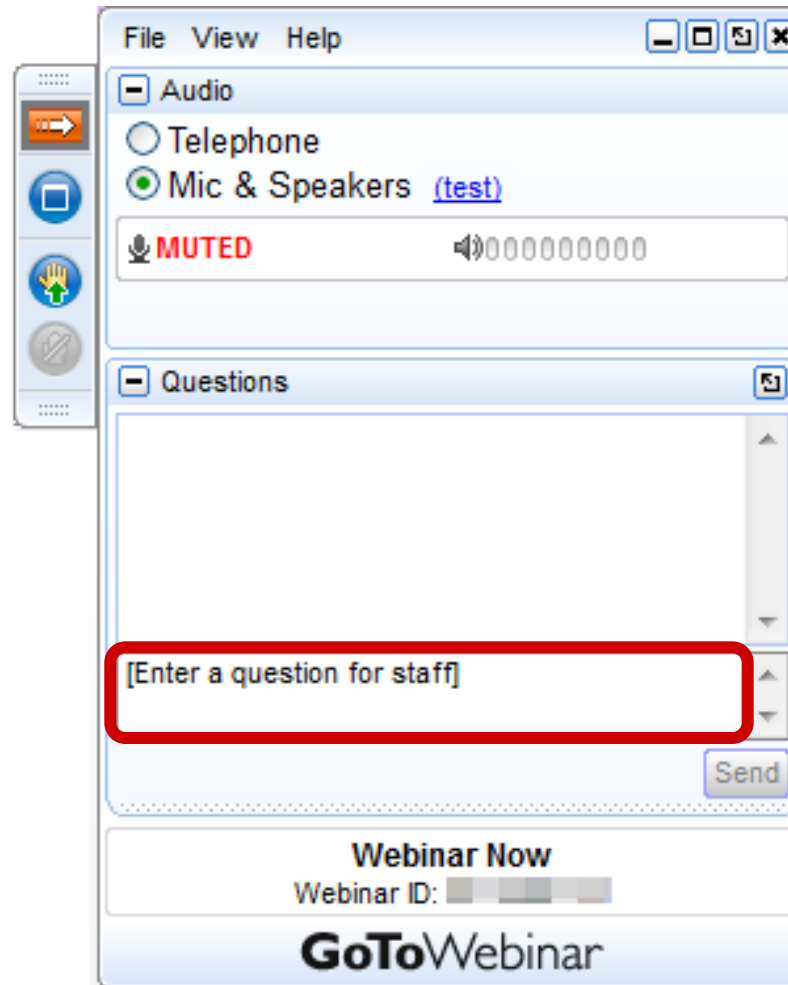 File View Help
Audio
Telephone
Mic & Speakers (test)
MUTED
Questions
[Enter a question for staff]
Send
Webinar Now
Webinar ID:
GoToWebinar